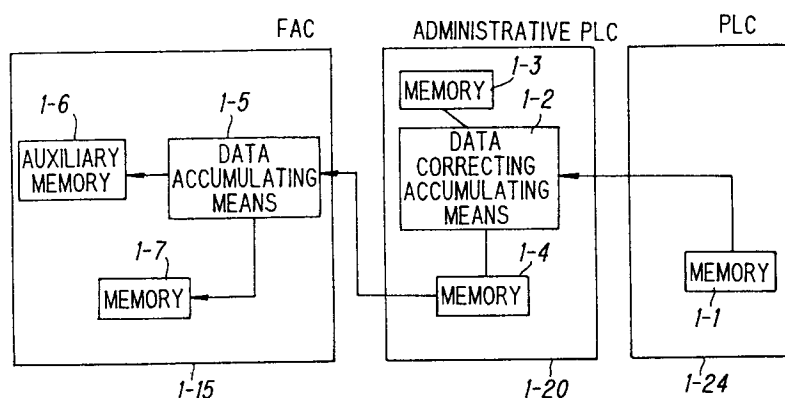 FAC
ADMINISTRATIVE PLC
PLC
1-3
MEMORY
1-2
1-6
1-5
AUXILIARY
MEMORY
DATA
ACCUMULATING
MEANS
DATA
CORRECTING
ACCUMULATING
MEANS
1-7
MEMORY
1-4
MEMORY
MEMORY
1-1
1-15
1-20
1-24